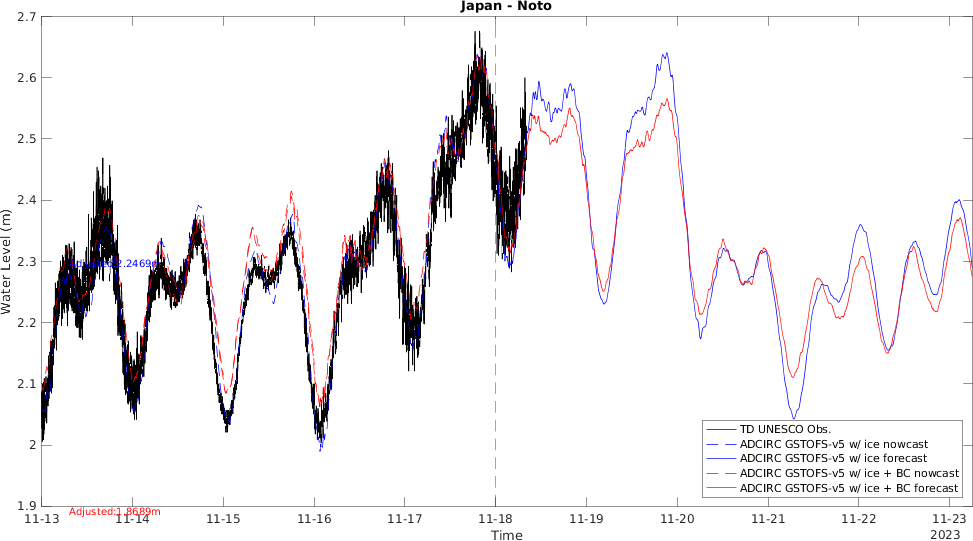 Japan - Noto
2.7
2.6
2.5
2.4
2.3
2.2
2.1
2
1.9
Water Level (m)
Adjusted:2.2469m
Adjusted:1.8689m
11-13
11-14
11-15
11-16
11-17
11-18
11-19
11-20
11-21
11-22
11-23
2023
Time
TD UNESCO Obs.
ADCIRC GSTOFS-v5 w/ ice nowcast
ADCIRC GSTOFS-v5 w/ ice forecast
ADCIRC GSTOFS-v5 w/ ice + BC nowcast
ADCIRC GSTOFS-v5 w/ ice + BC forecast